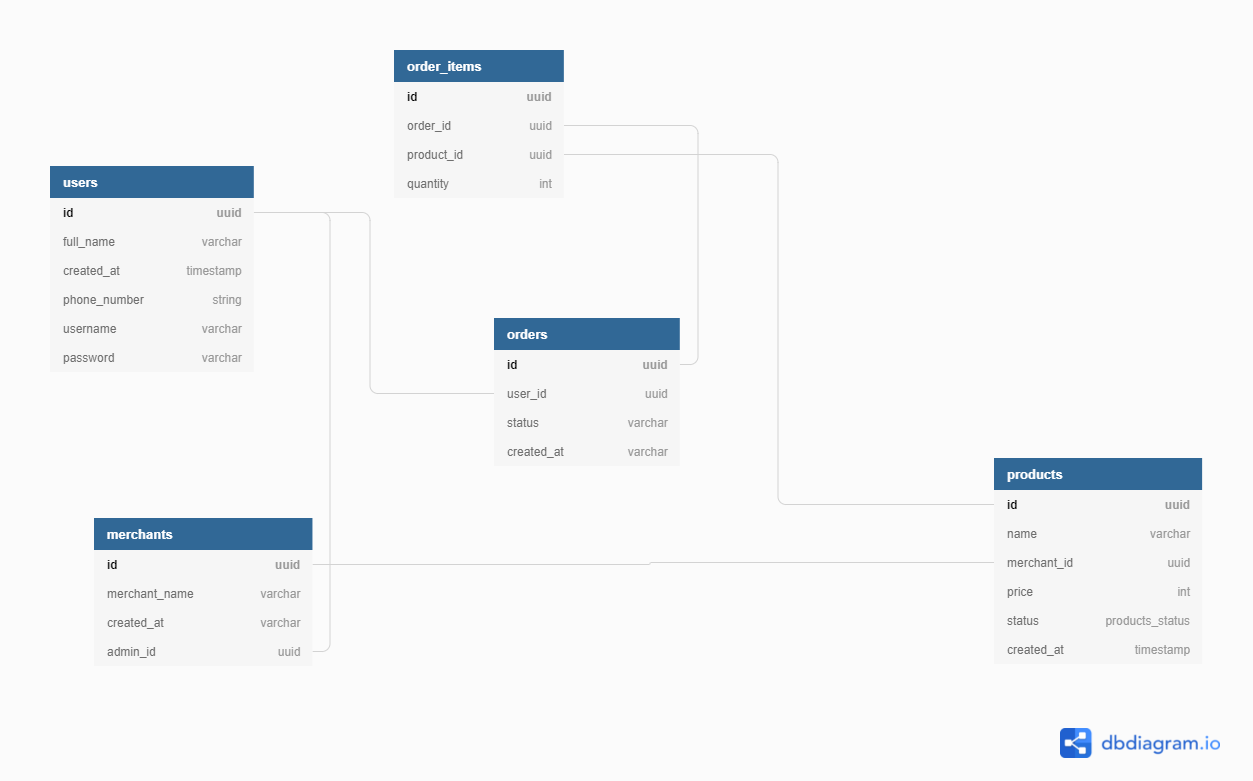 order_items
id uuid
order_id uuid
product_id uuid
quantity int
users
id uuid
full_name varchar
created_at timestamp
phone_number string
username varchar
password varchar
orders
id uuid
user_id uuid
status varchar
created_at varchar
merchants
id uuid
merchant_name varchar
created_at varchar
admin_id uuid
products
id uuid
name varchar
merchant_id uuid
price int
status products_status
created_at timestamp
dbdiagram.io